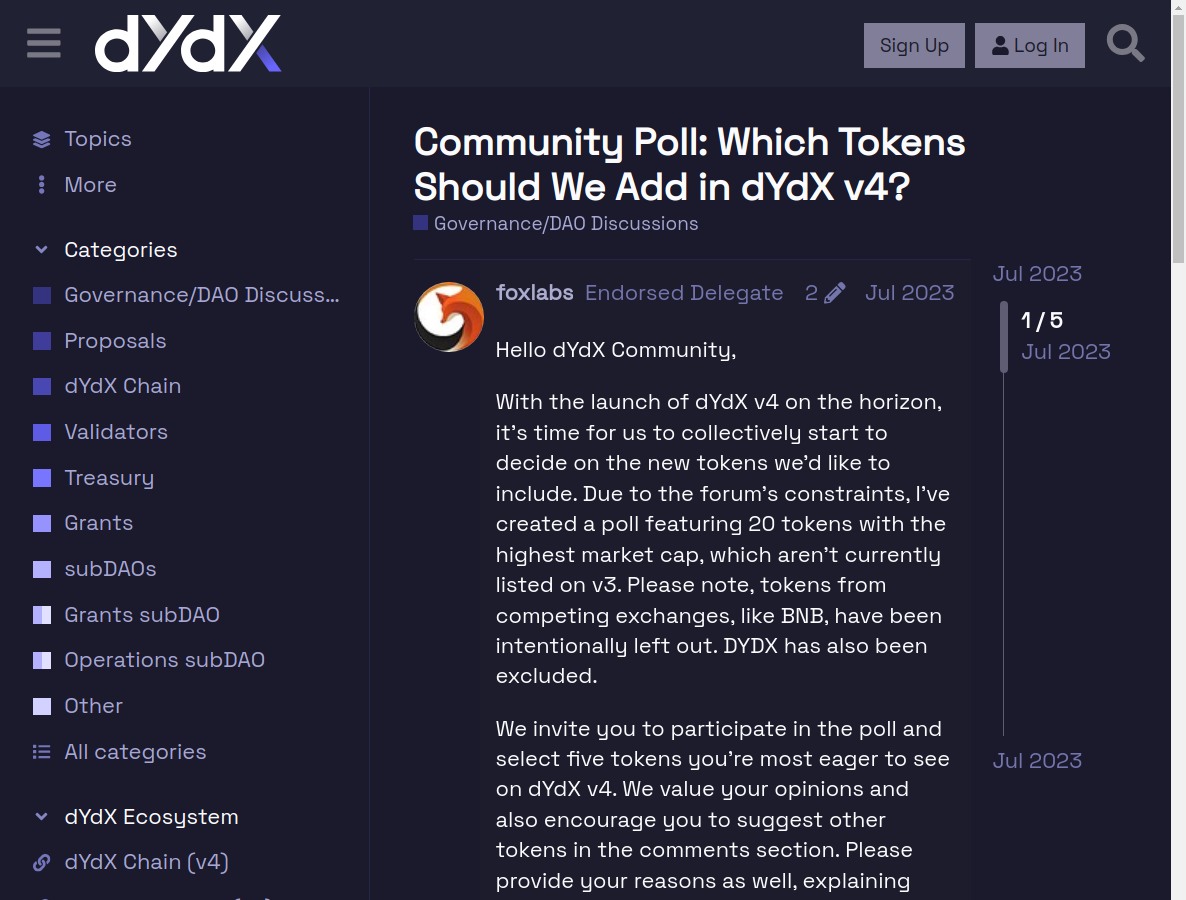 dYdX
Sign Up
Log In
Topics
More
Categories
Governance/DAO Discuss...
Proposals
dYdX Chain
Validators
Treasury
Grants
subDAOs
Grants subDAO
Operations subDAO
Other
All categories
dYdX Ecosystem
dYdX Chain (v4)
Community Poll: Which Tokens
Should We Add in dYdX v4?
Governance/DAO Discussions
foxlabs Endorsed Delegate 2 Jul 2023
Hello dYdX Community,
With the launch of dYdX v4 on the horizon,
it’s time for us to collectively start to
decide on the new tokens we’d like to
include. Due to the forum’s constraints, I’ve
created a poll featuring 20 tokens with the
highest market cap, which aren’t currently
listed on v3. Please note, tokens from
competing exchanges, like BNB, have been
intentionally left out. DYDX has also been
excluded.
We invite you to participate in the poll and
select five tokens you’re most eager to see
on dYdX v4. We value your opinions and
also encourage you to suggest other
tokens in the comments section. Please
provide your reasons as well, explaining
Jul 2023
1 / 5
Jul 2023
Jul 2023